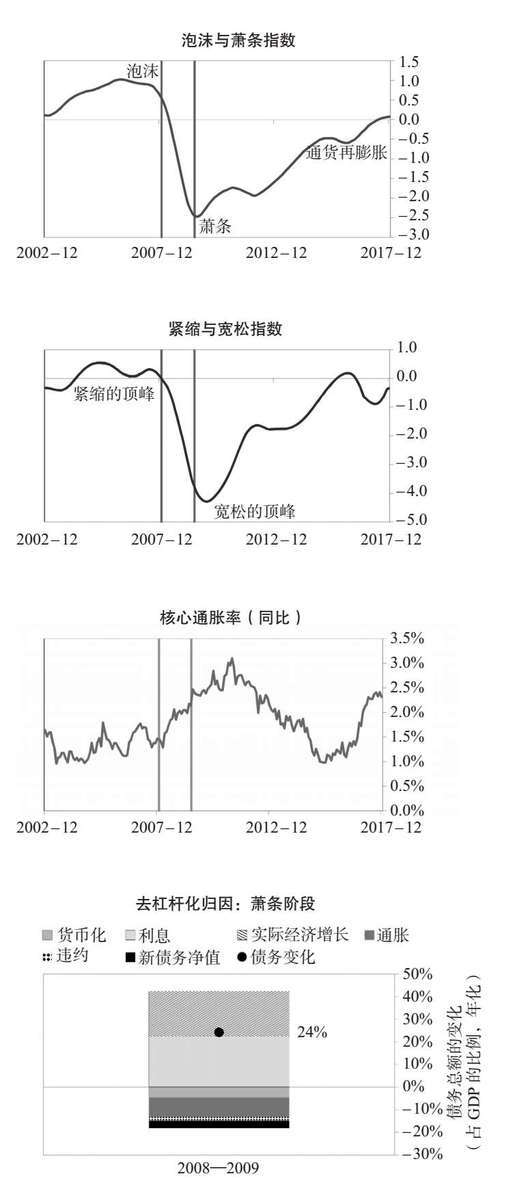 泡沫与萧条指数
泡沫
1.5
1.0
0.5
0.0
−0.5
通货再膨胀
−1.0
−1.5
−2.0
−2.5
萧条
−3.0
2002−12 2007−12 2012−12 2017−12
紧缩与宽松指数
1.0
0.0
紧缩的顶峰
−1.0
−2.0
−3.0
−4.0
宽松的顶峰
−5.0
2002−12 2007−12 2012−12 2017−12
核心通胀率（同比）
3.5%
3.0%
2.5%
2.0%
1.5%
1.0%
0.5%
0.0%
2002−12 2007−12 2012−12 2017−12
去杠杆化归因：萧条阶段
货币化 利息 实际经济增长 通胀
违约 新债务净值 债务变化
50%
40%
30%
24%
20%
10%
0%
−10%
−20%
−30%
债务总额的变化
（占 GDP 的比例，年化）
2008—2009